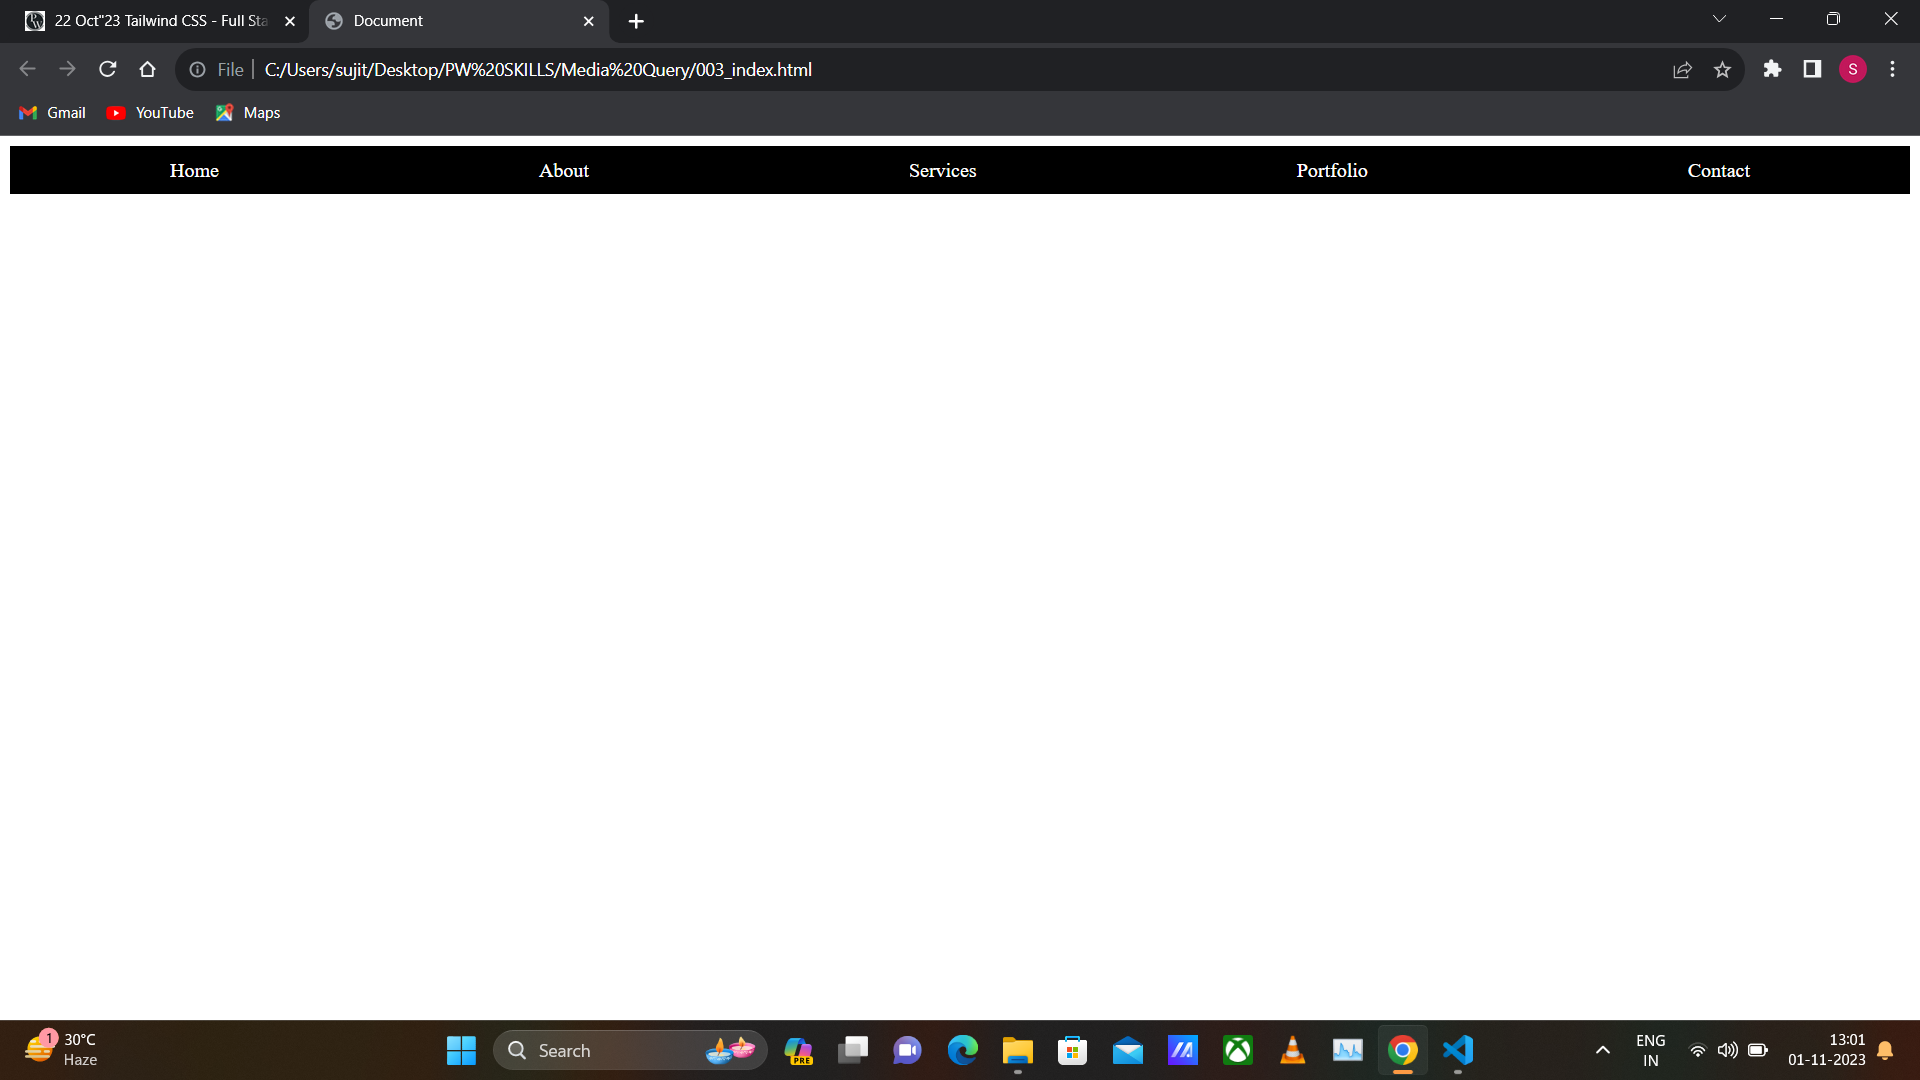 22 Oct"23 Tailwind CSS - Full Sta
Document
File
C:/Users/sujit/Desktop/PW%20SKILLS/Media%20Query/003_index.html
S
Gmail
YouTube
Maps
Home
About
Services
Portfolio
Contact
1
30°C
Haze
Search
PRE
ENG
IN
13:01
01-11-2023